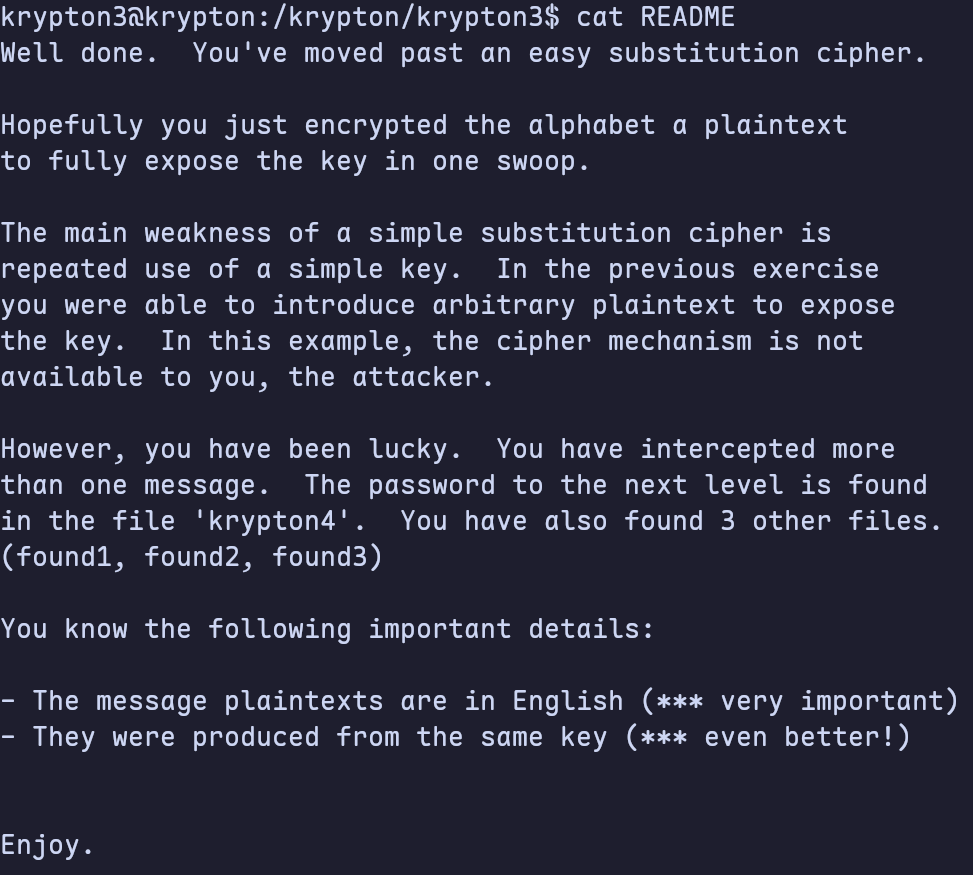 krypton3@krypton:/krypton/krypton3$ cat README
Well done.  You've moved past an easy substitution cipher.

Hopefully you just encrypted the alphabet a plaintext
to fully expose the key in one swoop.

The main weakness of a simple substitution cipher is
repeated use of a simple key.  In the previous exercise
you were able to introduce arbitrary plaintext to expose
the key.  In this example, the cipher mechanism is not
available to you, the attacker.

However, you have been lucky.  You have intercepted more
than one message.  The password to the next level is found
in the file 'krypton4'.  You have also found 3 other files.
(found1, found2, found3)

You know the following important details:

- The message plaintexts are in English (*** very important)
- They were produced from the same key (*** even better!)


Enjoy.